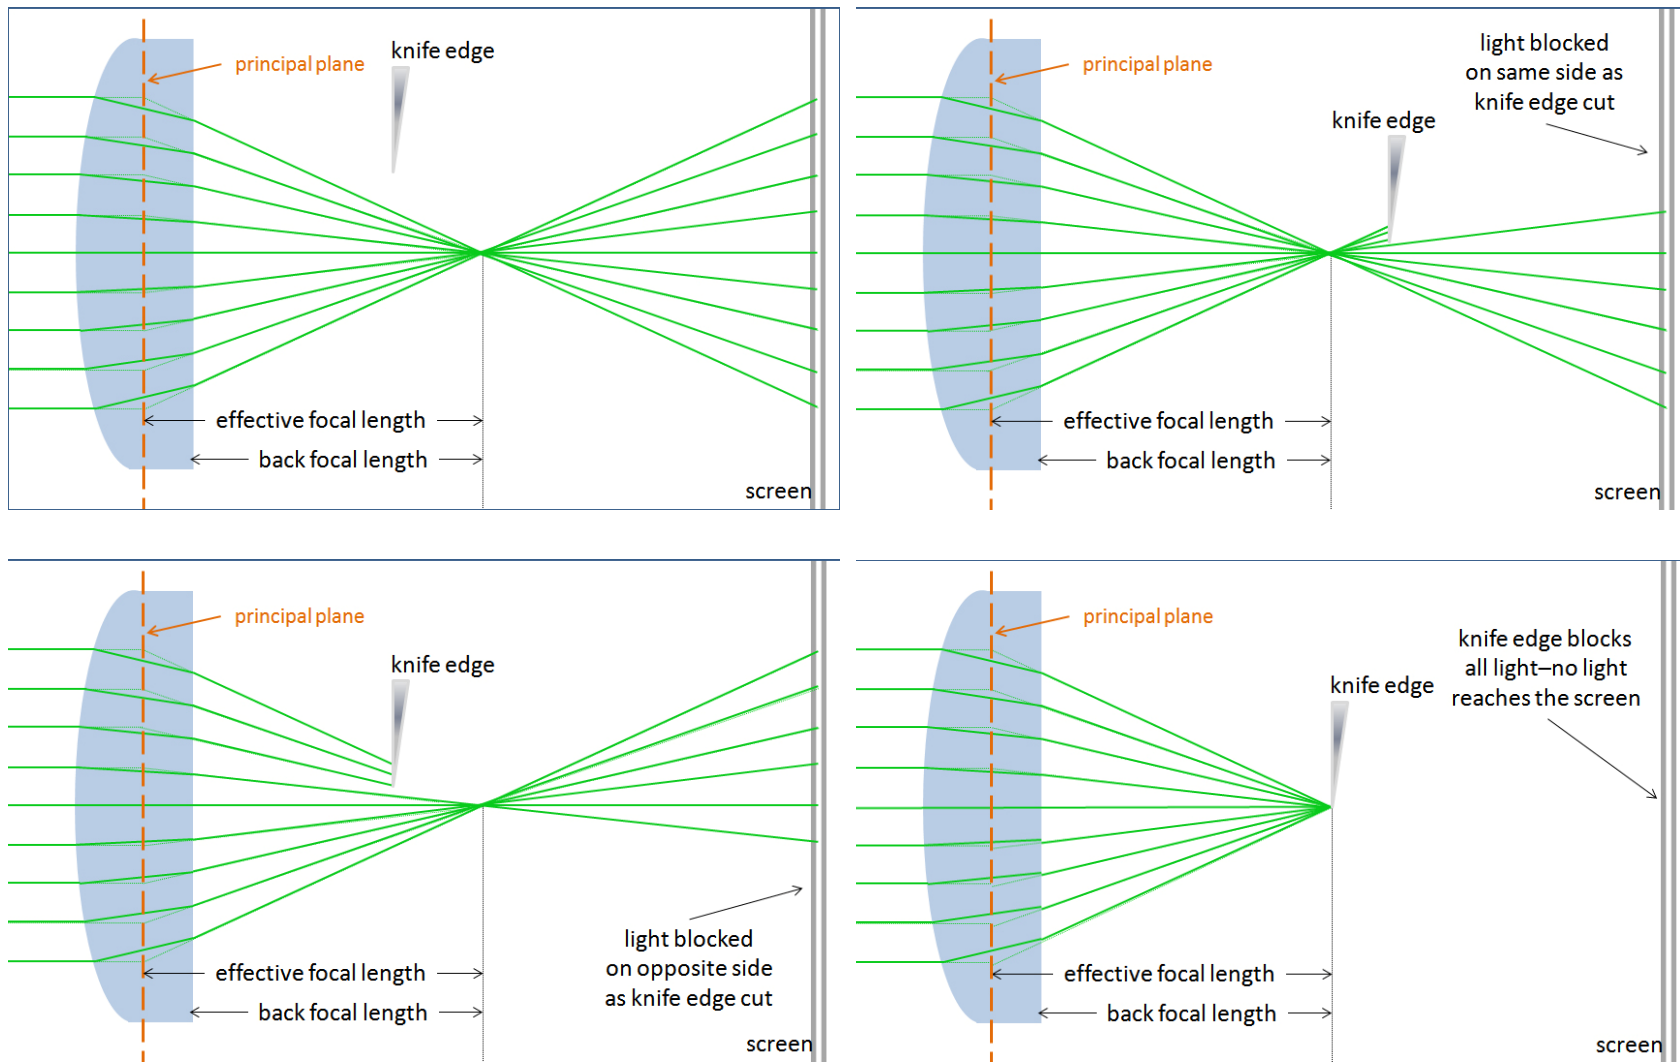 knife edge
principal plane
effective focal length
back focal length
screen
light blocked
on same side as
knife edge cut
principal plane
knife edge
effective focal length
back focal length
screen
principal plane
knife edge
light blocked
on opposite side
as knife edge cut
effective focal length
back focal length
screen
principal plane
knife edge
knife edge blocks
all light–no light
reaches the screen
effective focal length
back focal length
screen